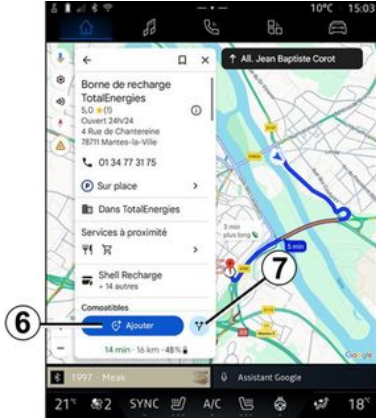 10°C 15:03
↑ All. Jean Baptiste Corot
Borne de recharge
TotalEnergies
5,0 ★(1)
Ouvert 24h/24
4 Rue de Chantereine
78711 Mantes-la-Ville
01 34 77 31 75
P Sur place >
Dans TotalEnergies
Services à proximité
Shell Recharge
+ 14 autres
Compatibles
Ajouter
14 min · 16 km · 48%
3 min
plus long
5 min
6
7
Google
1997 Meak
Assistant Google
21° 2 SYNC A/C 18°